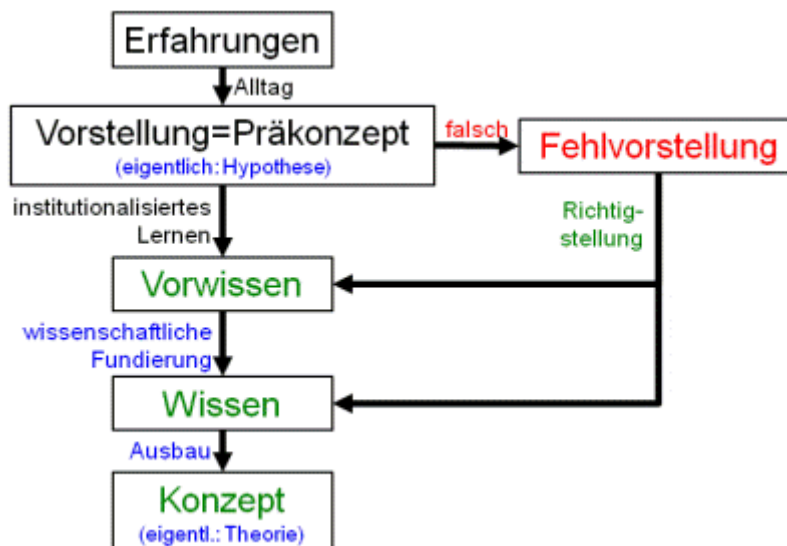 Erfahrungen
Alltag
Vorstellung=Präkonzept
(eigentlich: Hypothese)
falsch
Fehlvorstellung
institutionalisiertes
Lernen
Richtig-
stellung
Vorwissen
wissenschaftliche
Fundierung
Wissen
Ausbau
Konzept
(eigentl.: Theorie)